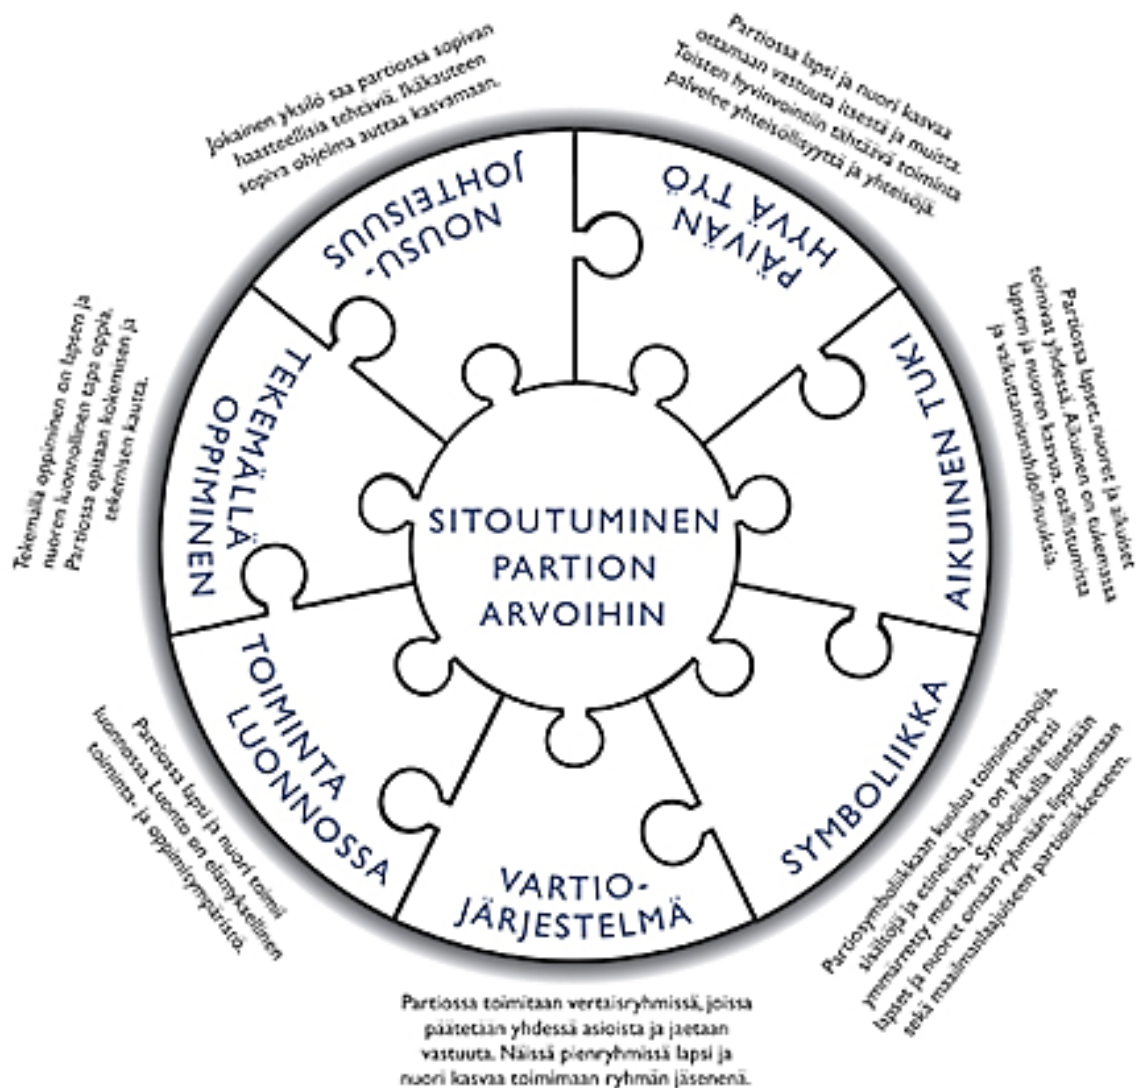 SITOUTUMINEN
PARTION
ARVOIHIN
PÄIVÄN
HYVÄ TYÖ
Partiossa lapsi ja nuori kasvaa
ottamaan vastuuta itsestä ja muista.
Toisten hyvinvointiin tähtäävä toiminta
palvelee yhteisöllisyyttä ja yhteisöjä.
AIKUINEN TUKI
Partiossa lapset, nuoret ja aikuiset
toimivat yhdessä. Aikuinen on tukemassa
lapsen ja nuoren kasvua, osallistumista
ja vaikuttamismahdollisuuksia.
SYMBOLIIKKA
Partiosymboliikkaan kuuluu toimintatapoja,
sisältöjä ja esineitä, joilla on yhteisesti
ymmärretty merkitys. Symboliikalla liitetään
lapset ja nuoret omaan ryhmään, lippukuntaan
sekä maailmanlaajuiseen partioliikkeeseen.
VARTIO-
JÄRJESTELMÄ
Partiossa toimitaan vertaisryhmissä, joissa
päätetään yhdessä asioista ja jaetaan
vastuuta. Näissä pienryhmissä lapsi ja
nuori kasvaa toimimaan ryhmän jäsenenä.
TOIMINTA
LUONNOSSA
Partiossa lapsi ja nuori toimii
luonnossa. Luonto on elämyksellinen
toiminta- ja oppimisympäristö.
TEKEMÄLLÄ
OPPIMINEN
Tekemällä oppiminen on lapsen ja
nuoren luonnollinen tapa oppia.
Partiossa opitaan kokemisen ja
tekemisen kautta.
NOUSU-
JOHTEISUUS
Jokainen yksilö saa partiossa sopivan
haasteellisia tehtäviä. Ikäkauteen
sopiva ohjelma auttaa kasvamaan.